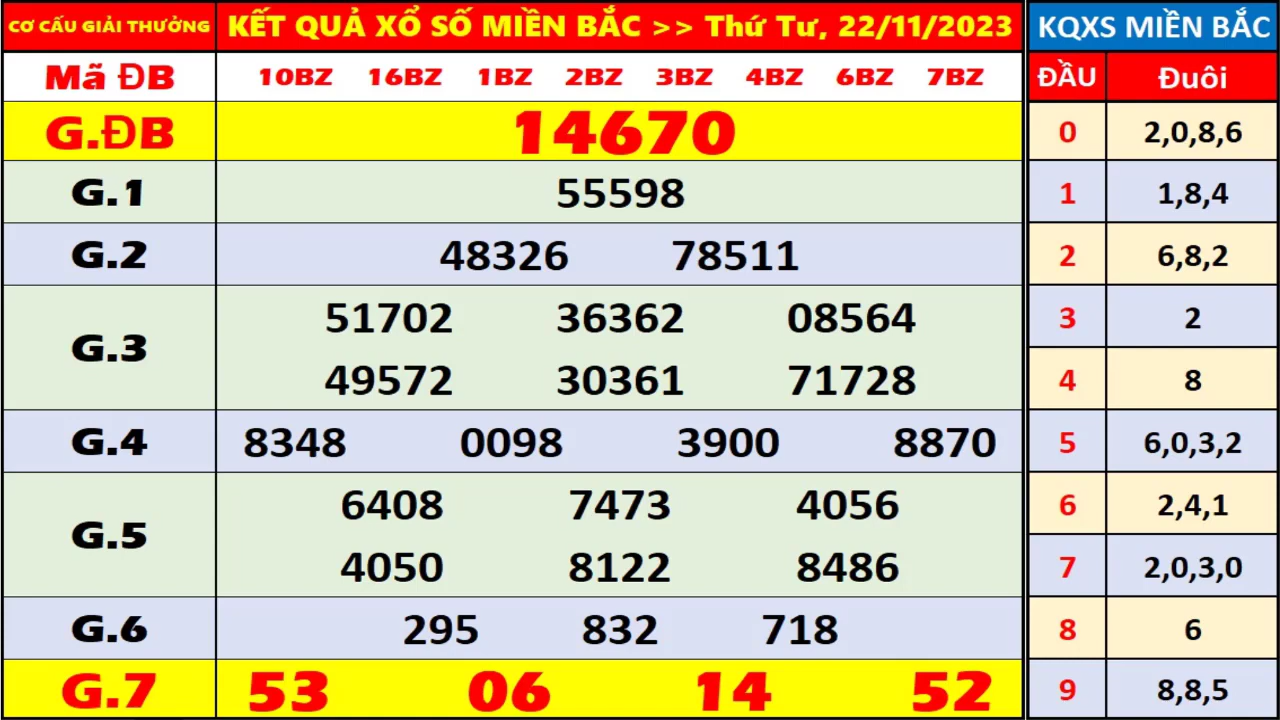 CƠ CẤU GIẢI THƯỞNG KẾT QUẢ XỔ SỐ MIỀN BẮC >> Thứ Tư, 22/11/2023
Mã ĐB 10BZ 16BZ 1BZ 2BZ 3BZ 4BZ 6BZ 7BZ
G.ĐB 14670
G.1 55598
G.2 48326 78511
G.3 51702 36362 08564
49572 30361 71728
G.4 8348 0098 3900 8870
G.5 6408 7473 4056
4050 8122 8486
G.6 295 832 718
G.7 53 06 14 52
KQXS MIỀN BẮC
ĐẦU Đuôi
0 2,0,8,6
1 1,8,4
2 6,8,2
3 2
4 8
5 6,0,3,2
6 2,4,1
7 2,0,3,0
8 6
9 8,8,5